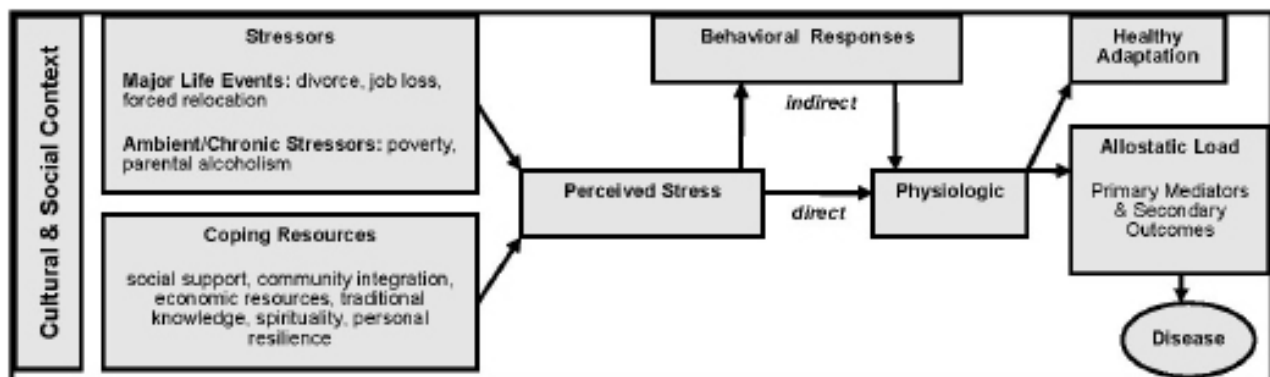 Cultural & Social Context
Stressors
Major Life Events: divorce, job loss,
forced relocation
Ambient/Chronic Stressors: poverty,
parental alcoholism
Coping Resources
social support, community integration,
economic resources, traditional
knowledge, spirituality, personal
resilience
Perceived Stress
Behavioral Responses
indirect
direct
Physiologic
Healthy
Adaptation
Allostatic Load
Primary Mediators
& Secondary
Outcomes
Disease